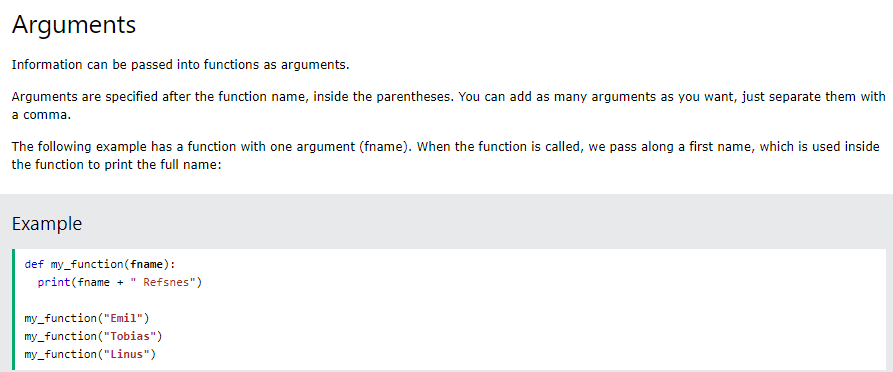 Arguments
Information can be passed into functions as arguments.
Arguments are specified after the function name, inside the parentheses. You can add as many arguments as you want, just separate them with
a comma.
The following example has a function with one argument (fname). When the function is called, we pass along a first name, which is used inside
the function to print the full name:
Example
def my_function(fname):
  print(fname + " Refsnes")
my_function("Emil")
my_function("Tobias")
my_function("Linus")